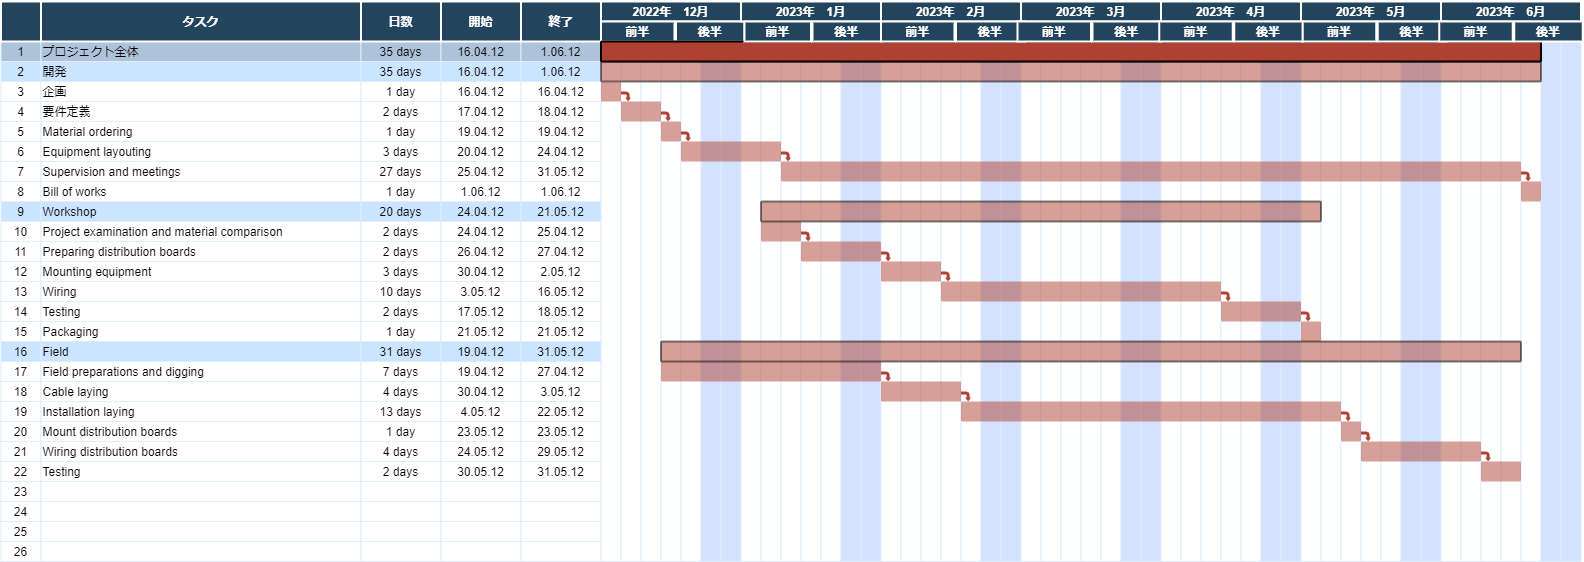 タスク 日数 開始 終了 2022年 12月 2023年 1月 2023年 2月 2023年 3月 2023年 4月 2023年 5月 2023年 6月
前半 後半 前半 後半 前半 後半 前半 後半 前半 後半 前半 後半 前半 後半
1 プロジェクト全体 35 days 16.04.12 1.06.12
2 開発 35 days 16.04.12 1.06.12
3 企画 1 day 16.04.12 16.04.12
4 要件定義 2 days 17.04.12 18.04.12
5 Material ordering 1 day 19.04.12 19.04.12
6 Equipment layouting 3 days 20.04.12 24.04.12
7 Supervision and meetings 27 days 25.04.12 31.05.12
8 Bill of works 1 day 1.06.12 1.06.12
9 Workshop 20 days 24.04.12 21.05.12
10 Project examination and material comparison 2 days 24.04.12 25.04.12
11 Preparing distribution boards 2 days 26.04.12 27.04.12
12 Mounting equipment 3 days 30.04.12 2.05.12
13 Wiring 10 days 3.05.12 16.05.12
14 Testing 2 days 17.05.12 18.05.12
15 Packaging 1 day 21.05.12 21.05.12
16 Field 31 days 19.04.12 31.05.12
17 Field preparations and digging 7 days 19.04.12 27.04.12
18 Cable laying 4 days 30.04.12 3.05.12
19 Installation laying 13 days 4.05.12 22.05.12
20 Mount distribution boards 1 day 23.05.12 23.05.12
21 Wiring distribution boards 4 days 24.05.12 29.05.12
22 Testing 2 days 30.05.12 31.05.12
23
24
25
26